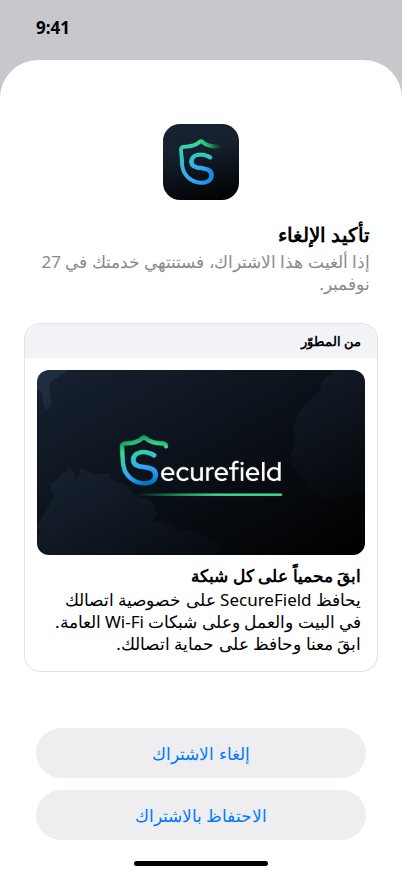 9:41
تأكيد الإلغاء
إذا ألغيت هذا الاشتراك، فستنتهي خدمتك في 27
نوفمبر.
من المطوّر
Securefield
ابقَ محمياً على كل شبكة
يحافظ SecureField على خصوصية اتصالك
في البيت والعمل وعلى شبكات Wi-Fi العامة.
ابقَ معنا وحافظ على حماية اتصالك.
إلغاء الاشتراك
الاحتفاظ بالاشتراك